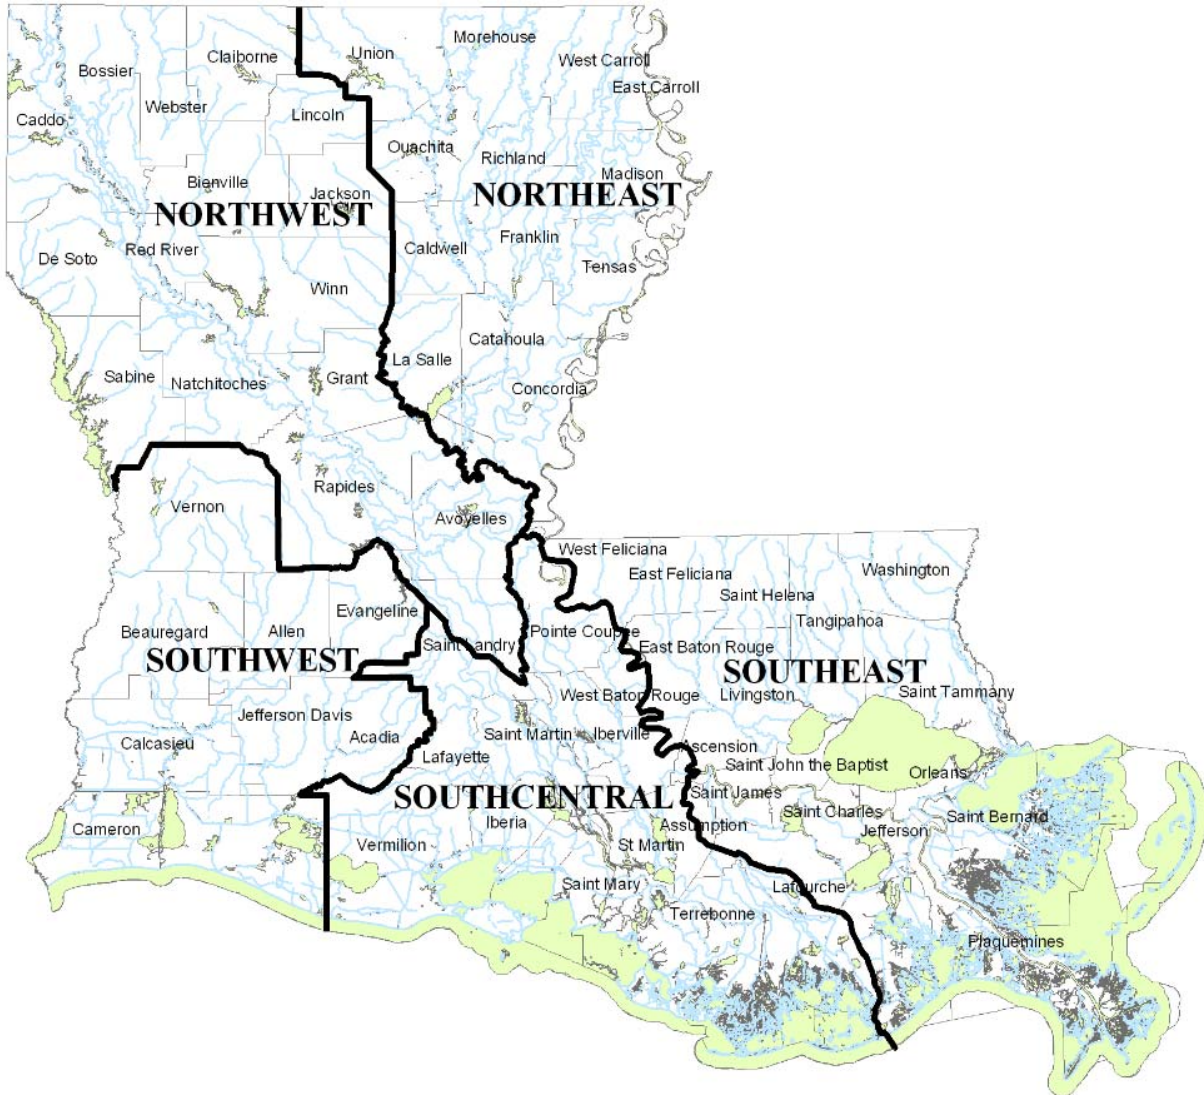 Morehouse
Union
Claiborne
West Carroll
Bossier
East Carroll
Webster
Lincoln
Caddo
Ouachita
Richland
Madison
Bienville
Jackson
NORTHEAST
NORTHWEST
Franklin
Caldwell
Red River
De Soto
Tensas
Winn
Catahoula
La Salle
Sabine
Natchitoches
Grant
Concordia
Rapides
Vernon
Avoyelles
West Feliciana
Washington
East Feliciana
Saint Helena
Evangeline
Tangipahoa
Beauregard
Allen
Pointe Coupee
Saint Landry
East Baton Rouge
SOUTHWEST
SOUTHEAST
West Baton Rouge
Livingston
Saint Tammany
Jefferson Davis
Calcasieu
Acadia
Saint Martin
Iberville
Ascension
Lafayette
Saint John the Baptist
Orleans
Saint James
SOUTHCENTRAL
Saint Charles
Saint Bernard
Iberia
Assumption
Cameron
Jefferson
Vermilion
St Martin
Saint Mary
Lafourche
Terrebonne
Plaquemines